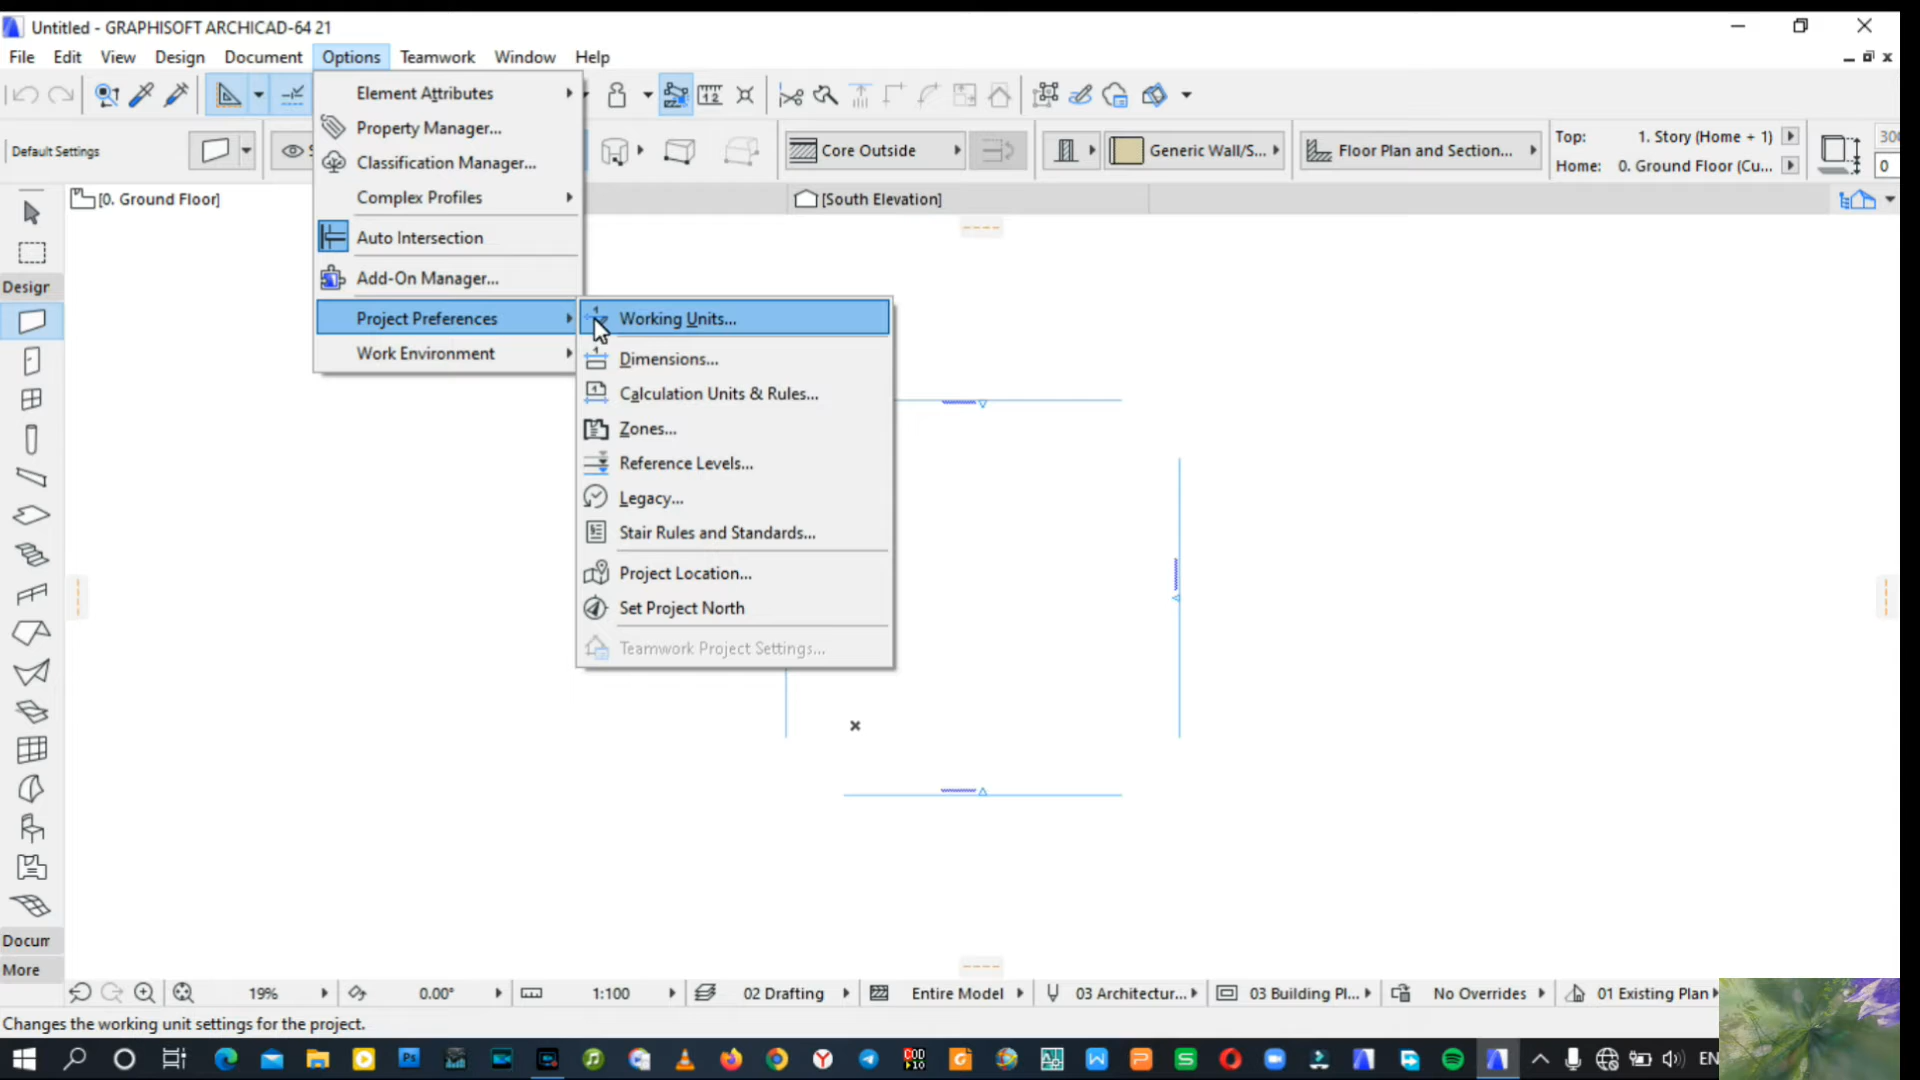 Untitled - GRAPHISOFT ARCHICAD-64 21
File Edit View Design Document Options Teamwork Window Help
Element Attributes
Property Manager...
Classification Manager...
Complex Profiles
Auto Intersection
Add-On Manager...
Project Preferences
Work Environment
Working Units...
Dimensions...
Calculation Units & Rules...
Zones...
Reference Levels...
Legacy...
Stair Rules and Standards...
Project Location...
Set Project North
Teamwork Project Settings...
Default Settings
Core Outside
Generic Wall/S...
Floor Plan and Section...
Top: 1. Story (Home + 1)
Home: 0. Ground Floor (Cu...
300
0
[0. Ground Floor]
[South Elevation]
Design
Docum
More
19% 0.00° 1:100 02 Drafting Entire Model 03 Architectur... 03 Building Pl... No Overrides 01 Existing Plan
Changes the working unit settings for the project.
EN